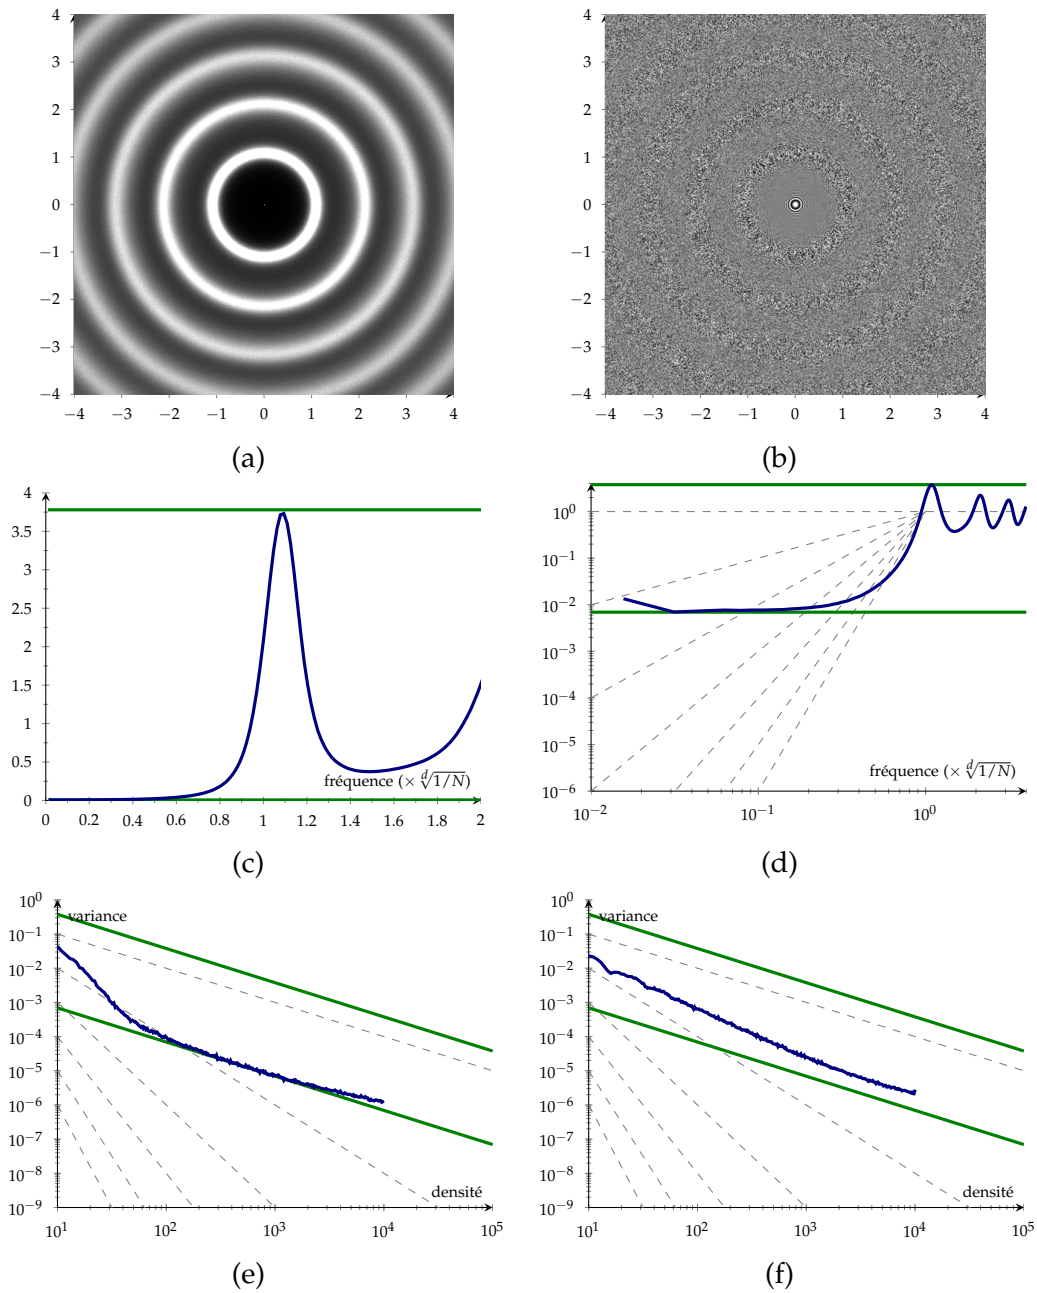 4 4
3 3
2 2
1 1
0 0
−1 −1
−2 −2
−3 −3
−4 −4
−4 −3 −2 −1 0 1 2 3 4 −4 −3 −2 −1 0 1 2 3 4
(a) (b)
4
3.5
3
2.5
2
1.5
1
0.5
0
fréquence (× ᵈ√1/N)
0 0.2 0.4 0.6 0.8 1 1.2 1.4 1.6 1.8 2
(c)
10⁰
10⁻¹
10⁻²
10⁻³
10⁻⁴
10⁻⁵
10⁻⁶
fréquence (× ᵈ√1/N)
10⁻² 10⁻¹ 10⁰
(d)
10⁰
variance
10⁻¹
10⁻²
10⁻³
10⁻⁴
10⁻⁵
10⁻⁶
10⁻⁷
10⁻⁸
densité
10⁻⁹
10¹ 10² 10³ 10⁴ 10⁵
(e)
10⁰
variance
10⁻¹
10⁻²
10⁻³
10⁻⁴
10⁻⁵
10⁻⁶
10⁻⁷
10⁻⁸
densité
10⁻⁹
10¹ 10² 10³ 10⁴ 10⁵
(f)